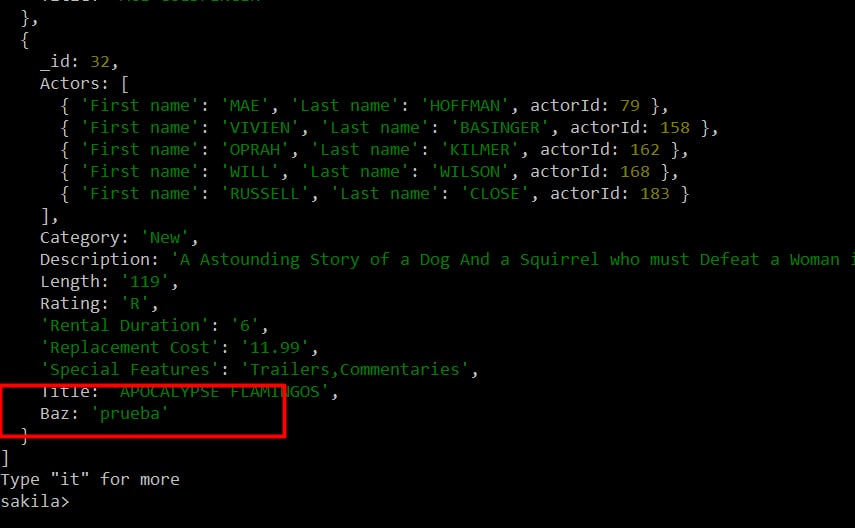 },
{
_id: 32,
Actors: [
{ 'First name': 'MAE', 'Last name': 'HOFFMAN', actorId: 79 },
{ 'First name': 'VIVIEN', 'Last name': 'BASINGER', actorId: 158 },
{ 'First name': 'OPRAH', 'Last name': 'KILMER', actorId: 162 },
{ 'First name': 'WILL', 'Last name': 'WILSON', actorId: 168 },
{ 'First name': 'RUSSELL', 'Last name': 'CLOSE', actorId: 183 }
],
Category: 'New',
Description: 'A Astounding Story of a Dog And a Squirrel who must Defeat a Woman i
Length: '119',
Rating: 'R',
'Rental Duration': '6',
'Replacement Cost': '11.99',
'Special Features': 'Trailers,Commentaries',
Title: 'APOCALYPSE FLAMINGOS',
Baz: 'prueba'
}
]
Type "it" for more
sakila>